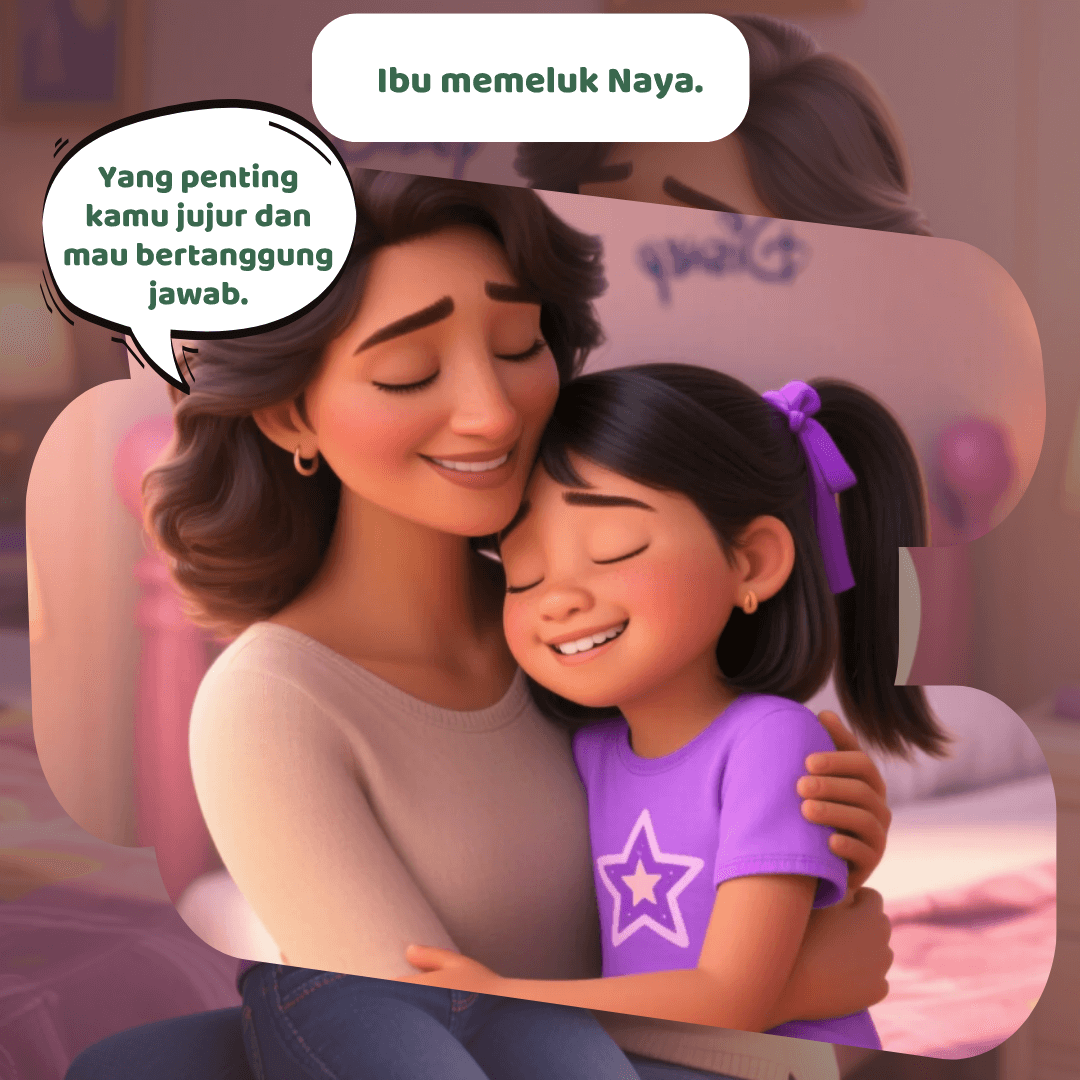 Ibu memeluk Naya.
Yang penting
kamu jujur dan
mau bertanggung
jawab.